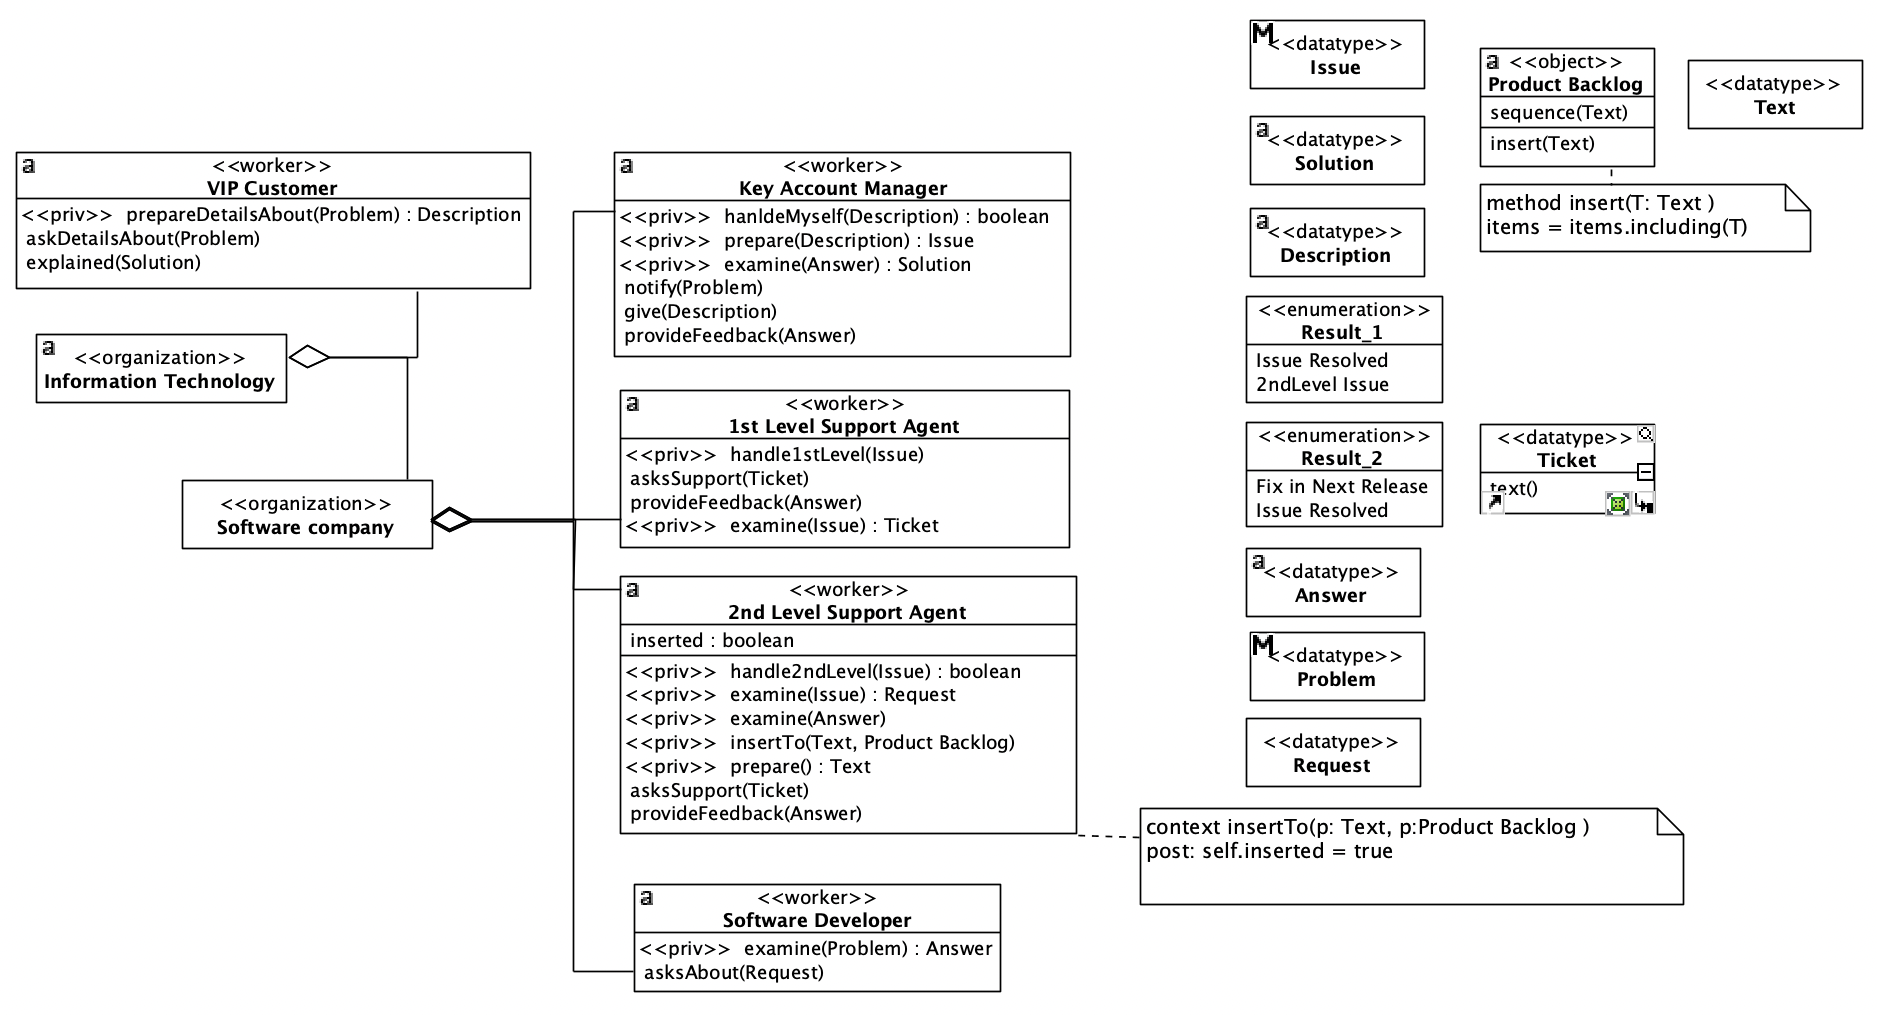 a <<worker>>
VIP Customer
<<priv>> prepareDetailsAbout(Problem) : Description
askDetailsAbout(Problem)
explained(Solution)
a
<<organization>>
Information Technology
<<organization>>
Software company
a <<worker>>
Key Account Manager
<<priv>> hanldeMyself(Description) : boolean
<<priv>> prepare(Description) : Issue
<<priv>> examine(Answer) : Solution
notify(Problem)
give(Description)
provideFeedback(Answer)
a <<worker>>
1st Level Support Agent
<<priv>> handle1stLevel(Issue)
asksSupport(Ticket)
provideFeedback(Answer)
<<priv>> examine(Issue) : Ticket
a <<worker>>
2nd Level Support Agent
inserted : boolean
<<priv>> handle2ndLevel(Issue) : boolean
<<priv>> examine(Issue) : Request
<<priv>> examine(Answer)
<<priv>> insertTo(Text, Product Backlog)
<<priv>> prepare() : Text
asksSupport(Ticket)
provideFeedback(Answer)
a <<worker>>
Software Developer
<<priv>> examine(Problem) : Answer
asksAbout(Request)
M
<<datatype>>
Issue
a
<<datatype>>
Solution
a
<<datatype>>
Description
<<enumeration>>
Result_1
Issue Resolved
2ndLevel Issue
<<enumeration>>
Result_2
Fix in Next Release
Issue Resolved
a
<<datatype>>
Answer
M
<<datatype>>
Problem
<<datatype>>
Request
a <<object>>
Product Backlog
sequence(Text)
insert(Text)
method insert(T: Text )
items = items.including(T)
<<datatype>>
Text
<<datatype>>
Ticket
text()
context insertTo(p: Text, p:Product Backlog )
post: self.inserted = true